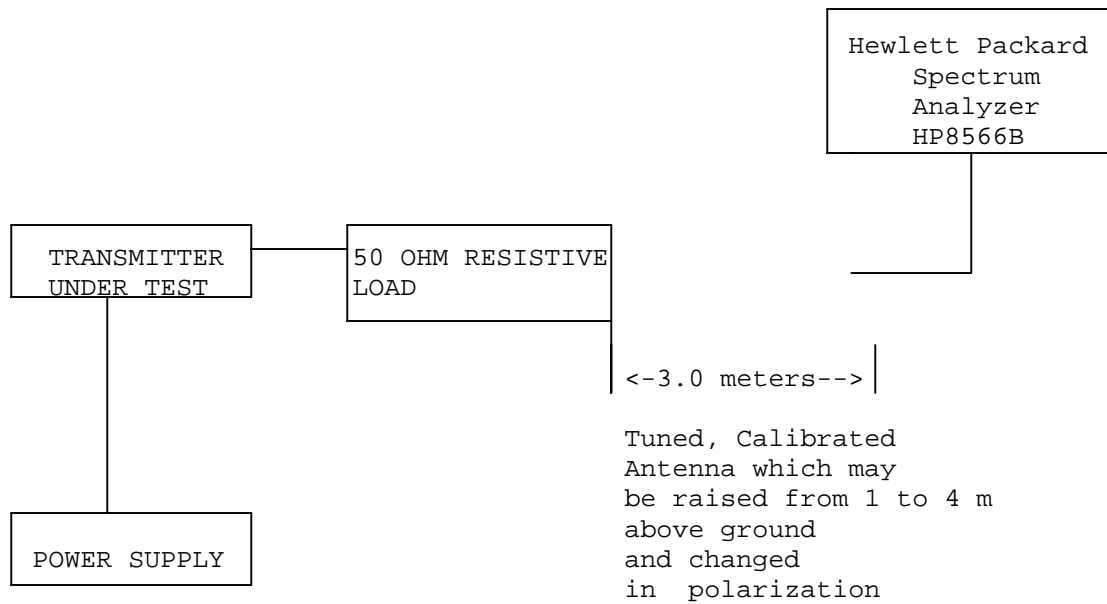 Hewlett Packard
Spectrum
Analyzer
HP8566B
TRANSMITTER
UNDER TEST
50 OHM RESISTIVE
LOAD
<-3.0 meters-->
Tuned, Calibrated
Antenna which may
be raised from 1 to 4 m
above ground
and changed
in polarization
POWER SUPPLY